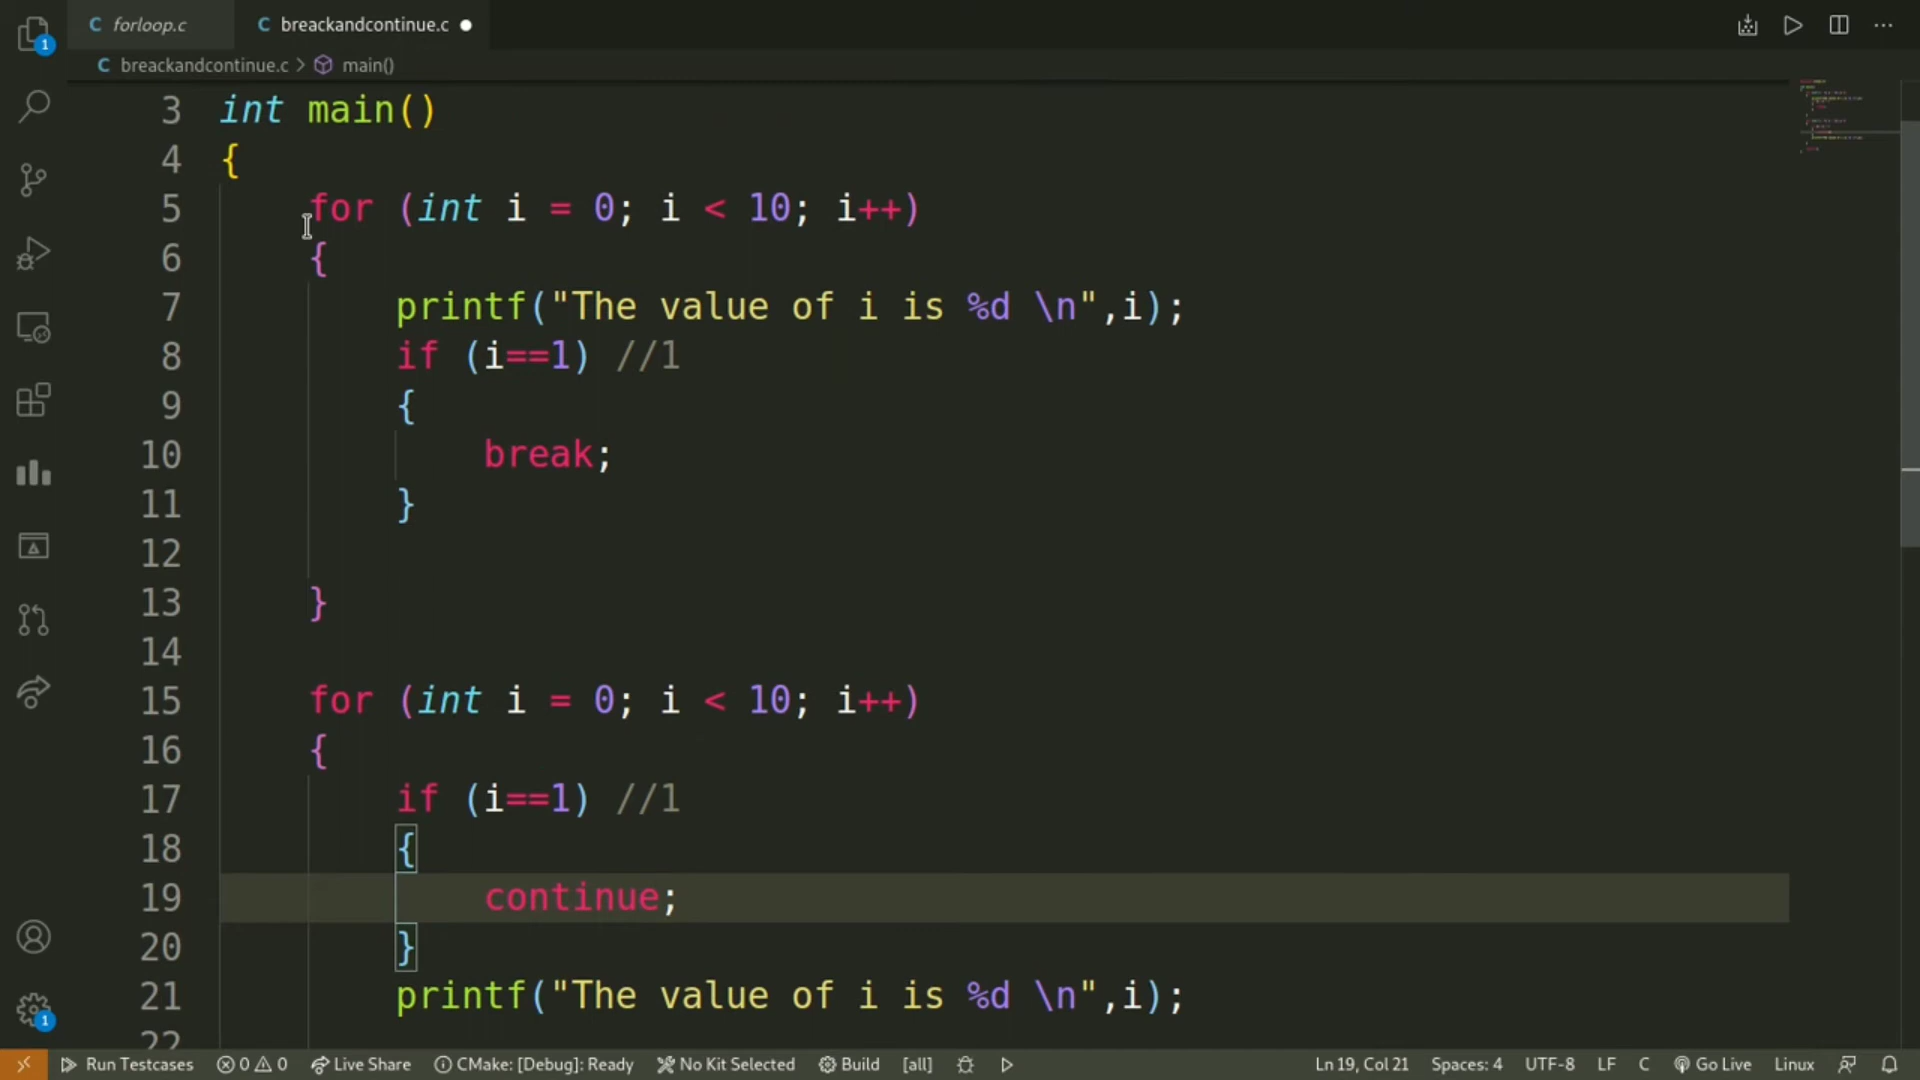 forloop.c
breackandcontinue.c
breackandcontinue.c > main()
3 int main()
4 {
5 for (int i = 0; i < 10; i++)
6 {
7 printf("The value of i is %d \n",i);
8 if (i==1) //1
9 {
10 break;
11 }
12
13 }
14
15 for (int i = 0; i < 10; i++)
16 {
17 if (i==1) //1
18 {
19 continue;
20 }
21 printf("The value of i is %d \n",i);
22
1
1
Run Testcases 0 0 Live Share CMake: [Debug]: Ready No Kit Selected Build [all] Ln 19, Col 21 Spaces: 4 UTF-8 LF C Go Live Linux